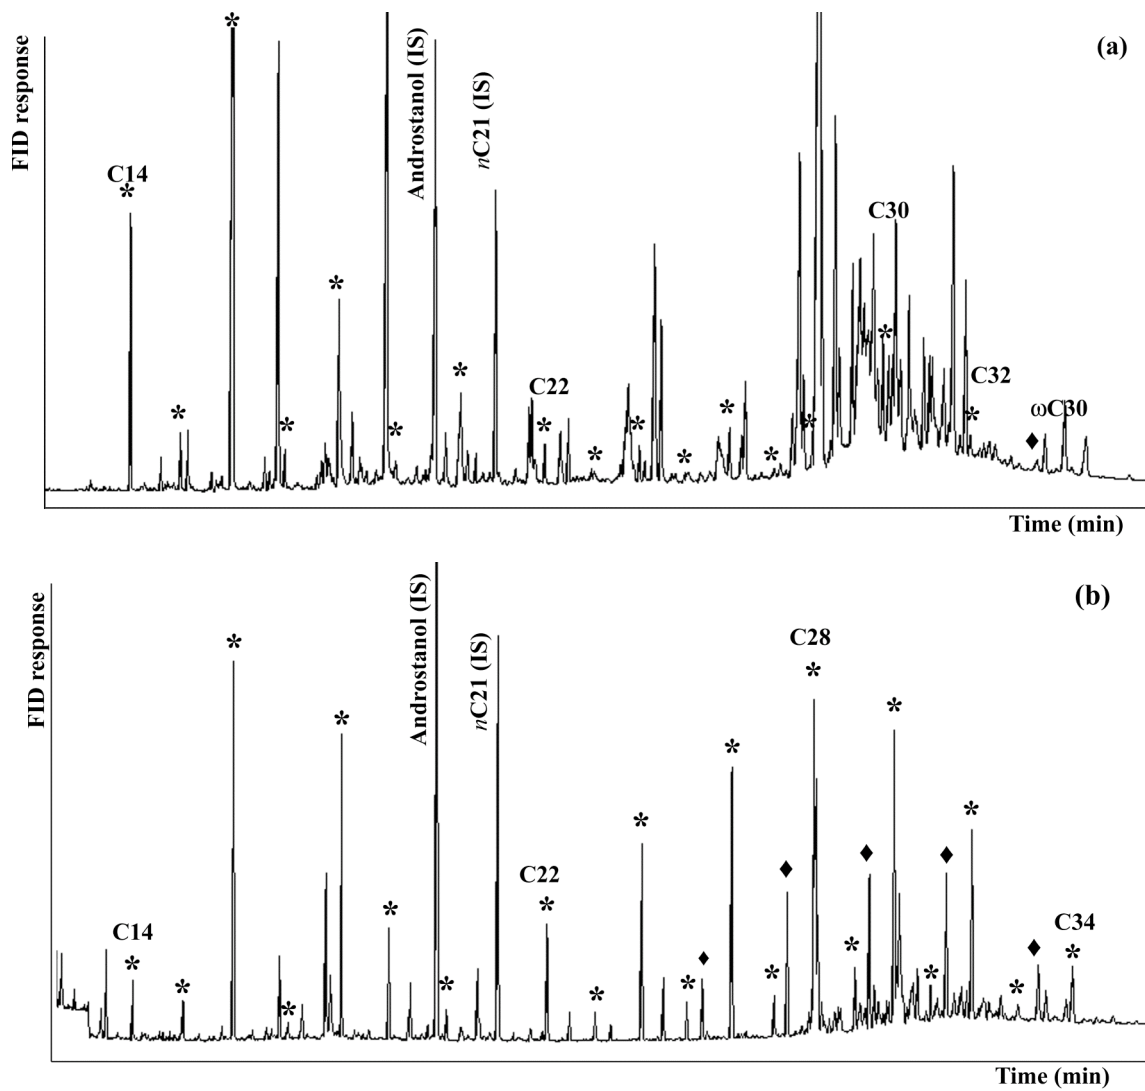 (a)
FID response
C14
Androstanol (IS)
nC21 (IS)
C22
C30
C32
ωC30
Time (min)
(b)
FID response
C14
Androstanol (IS)
nC21 (IS)
C22
C28
C34
Time (min)